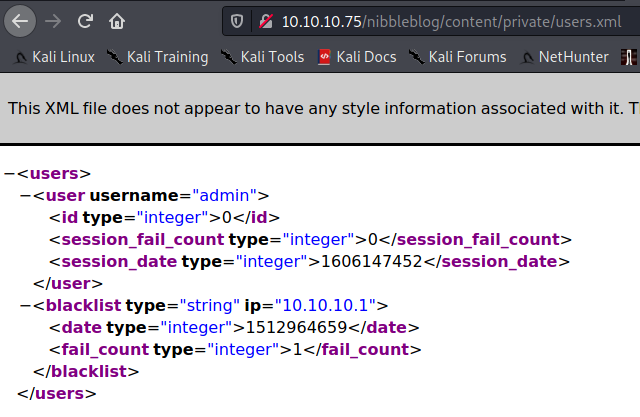 10.10.10.75/nibbleblog/content/private/users.xml
Kali Linux Kali Training Kali Tools Kali Docs Kali Forums NetHunter
This XML file does not appear to have any style information associated with it. T
−<users>
−<user username="admin">
<id type="integer">0</id>
<session_fail_count type="integer">0</session_fail_count>
<session_date type="integer">1606147452</session_date>
</user>
−<blacklist type="string" ip="10.10.10.1">
<date type="integer">1512964659</date>
<fail_count type="integer">1</fail_count>
</blacklist>
</users>